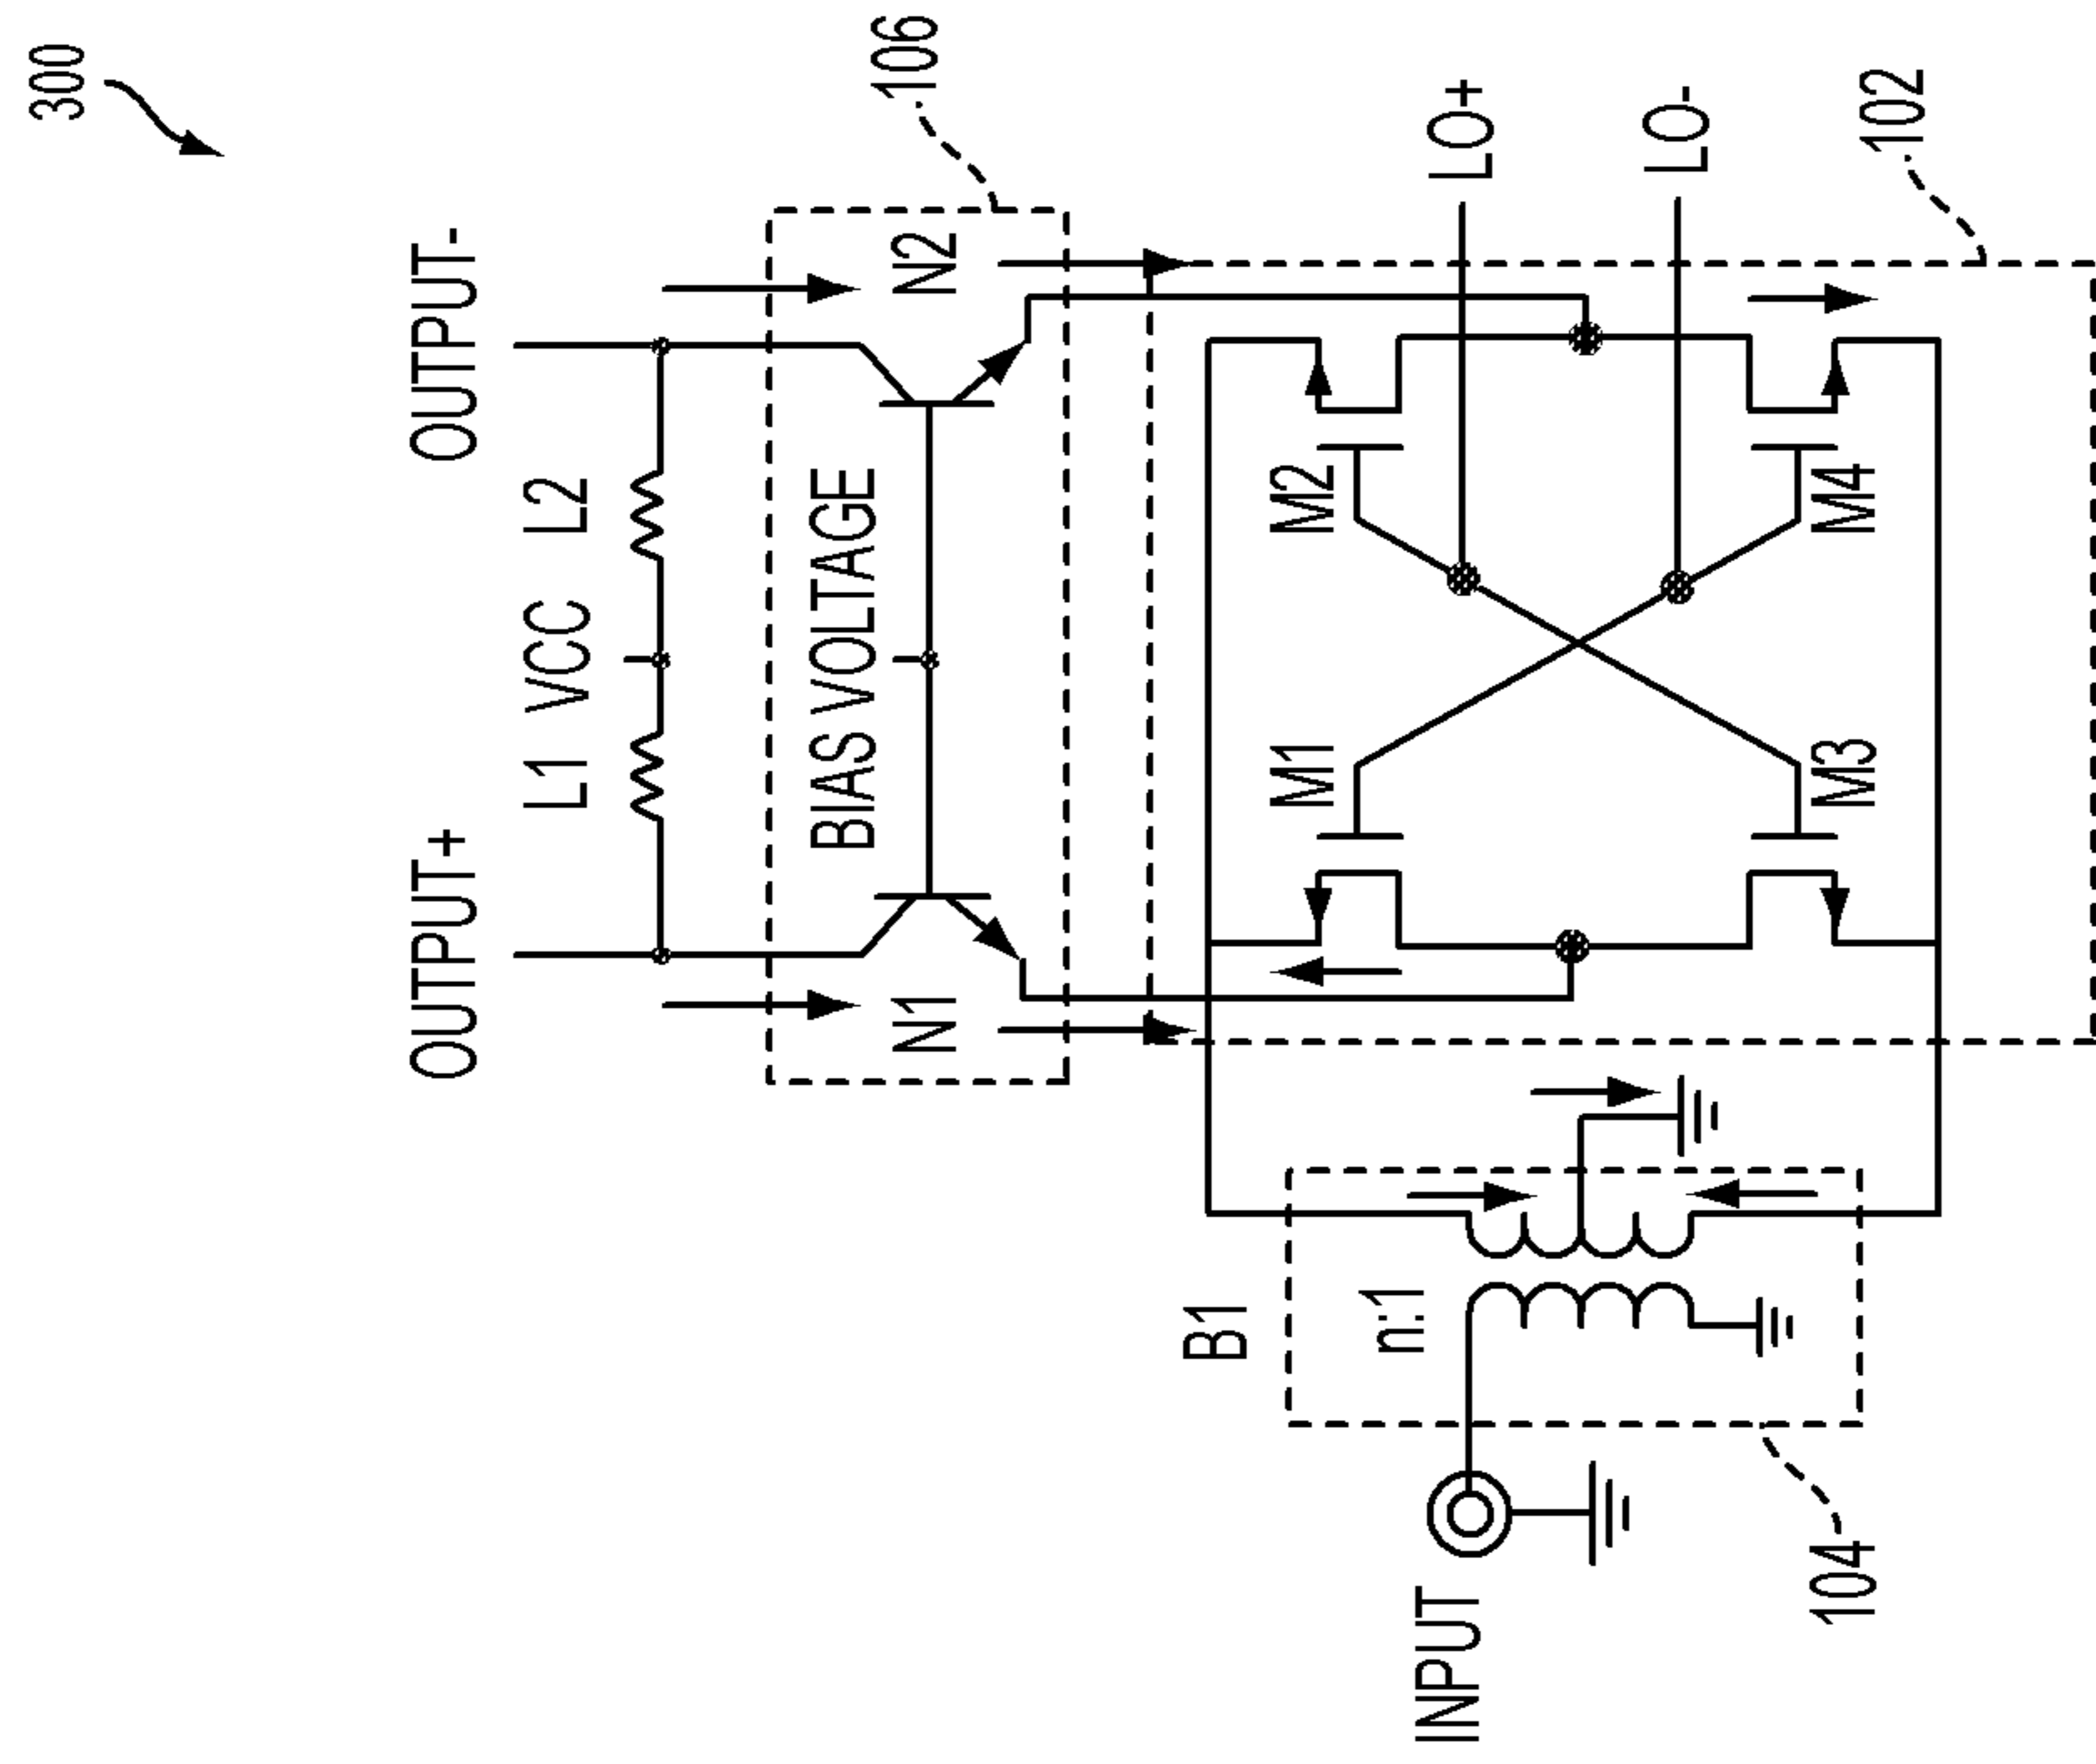 300
OUTPUT+
OUTPUT-
L1
VCC
L2
BIAS VOLTAGE
N1
N2
106
LO+
LO-
102
M1
M2
M3
M4
B1
n:1
INPUT
104